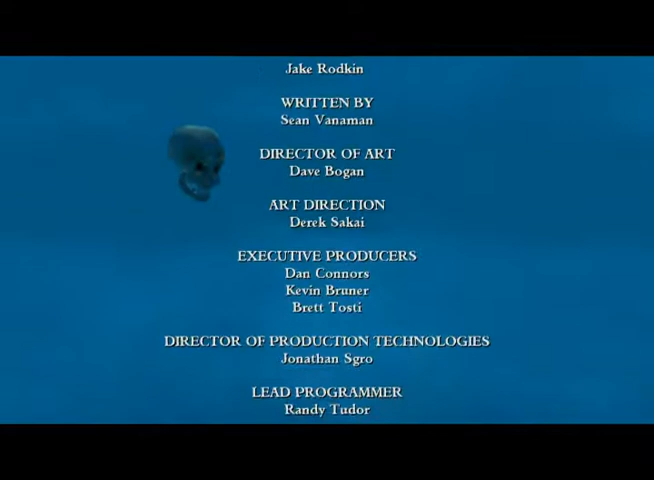 Jake Rodkin
WRITTEN BY
Sean Vanaman
DIRECTOR OF ART
Dave Bogan
ART DIRECTION
Derek Sakai
EXECUTIVE PRODUCERS
Dan Connors
Kevin Bruner
Brett Tosti
DIRECTOR OF PRODUCTION TECHNOLOGIES
Jonathan Sgro
LEAD PROGRAMMER
Randy Tudor